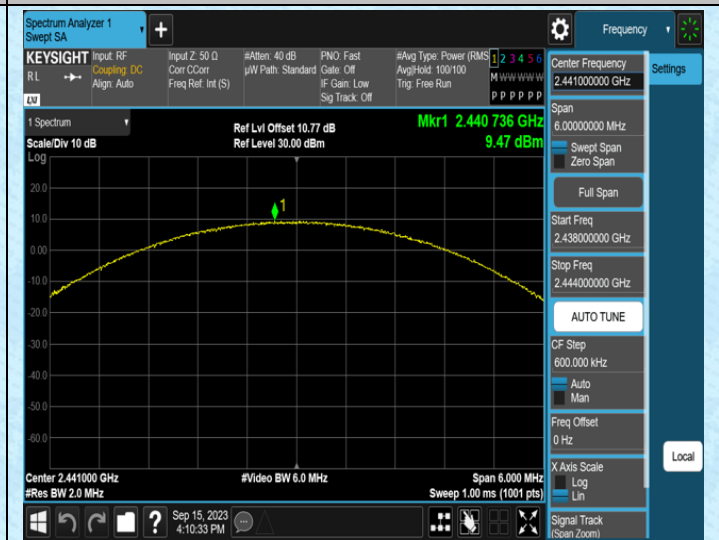 Spectrum Analyzer 1
Swept SA
+
Frequency
KEYSIGHT
RL
LXI
Input: RF
Coupling: DC
Align: Auto
Input Z: 50 Ω
Corr CCorr
Freq Ref: Int (S)
#Atten: 40 dB
µW Path: Standard
PNO: Fast
Gate: Off
IF Gain: Low
Sig Track: Off
#Avg Type: Power (RMS
Avg|Hold: 100/100
Trig: Free Run
1 2 3 4 5 6
M W W W W W
P P P P P P
1 Spectrum
Scale/Div 10 dB
Log
Ref Lvl Offset 10.77 dB
Ref Level 30.00 dBm
Mkr1 2.440 736 GHz
9.47 dBm
1
20.0
10.0
0.00
-10.0
-20.0
-30.0
-40.0
-50.0
-60.0
Center 2.441000 GHz
#Res BW 2.0 MHz
#Video BW 6.0 MHz
Span 6.000 MHz
Sweep 1.00 ms (1001 pts)
Center Frequency
2.441000000 GHz
Span
6.00000000 MHz
Swept Span
Zero Span
Full Span
Start Freq
2.438000000 GHz
Stop Freq
2.444000000 GHz
AUTO TUNE
CF Step
600.000 kHz
Auto
Man
Freq Offset
0 Hz
X Axis Scale
Log
Lin
Signal Track
(Span Zoom)
Settings
Local
?
Sep 15, 2023
4:10:33 PM